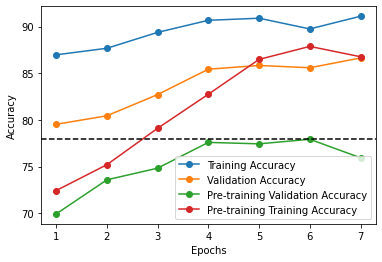 90
85
80
75
70
Accuracy
Training Accuracy
Validation Accuracy
Pre-training Validation Accuracy
Pre-training Training Accuracy
1 2 3 4 5 6 7
Epochs